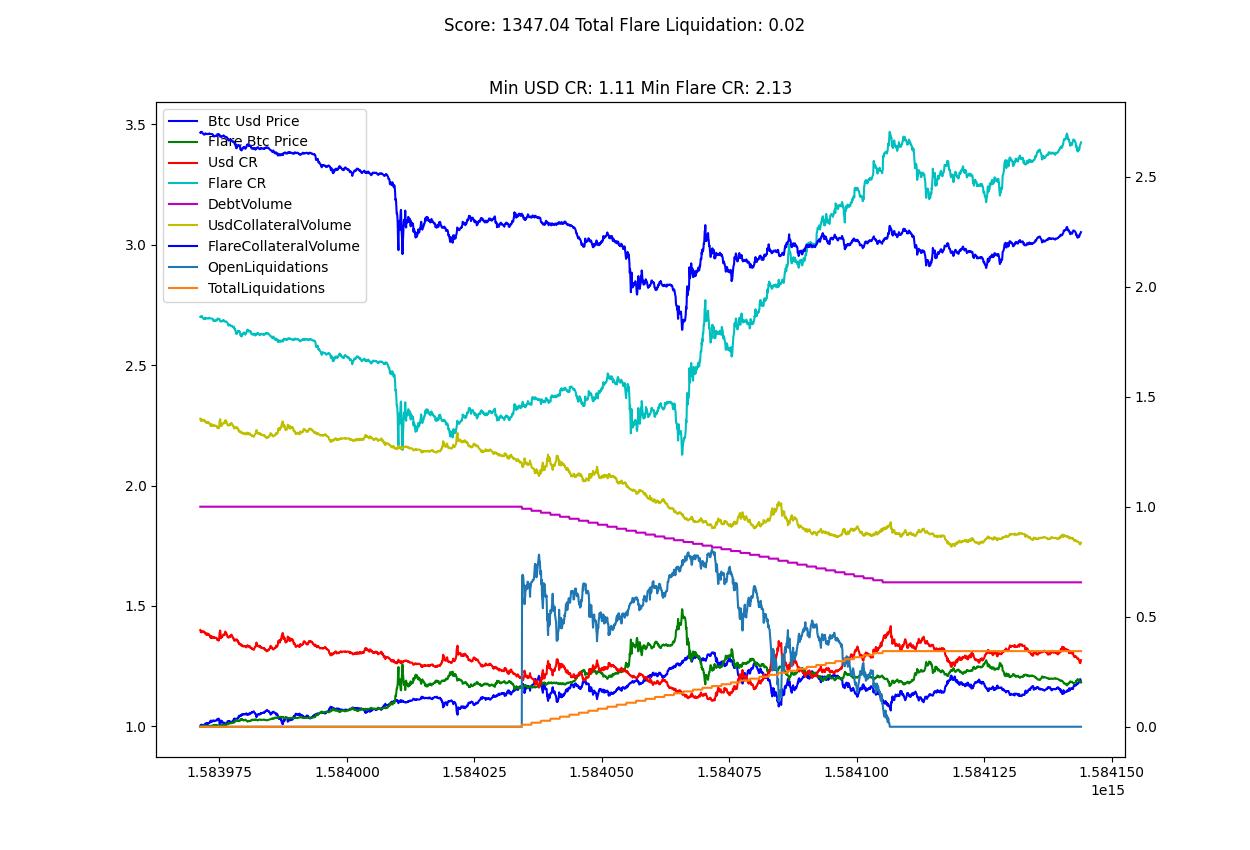 Score: 1347.04 Total Flare Liquidation: 0.02
Min USD CR: 1.11 Min Flare CR: 2.13
Btc Usd Price
Flare Btc Price
Usd CR
Flare CR
DebtVolume
UsdCollateralVolume
FlareCollateralVolume
OpenLiquidations
TotalLiquidations
3.5
3.0
2.5
2.0
1.5
1.0
2.5
2.0
1.5
1.0
0.5
0.0
1.583975 1.584000 1.584025 1.584050 1.584075 1.584100 1.584125 1.584150
1e15